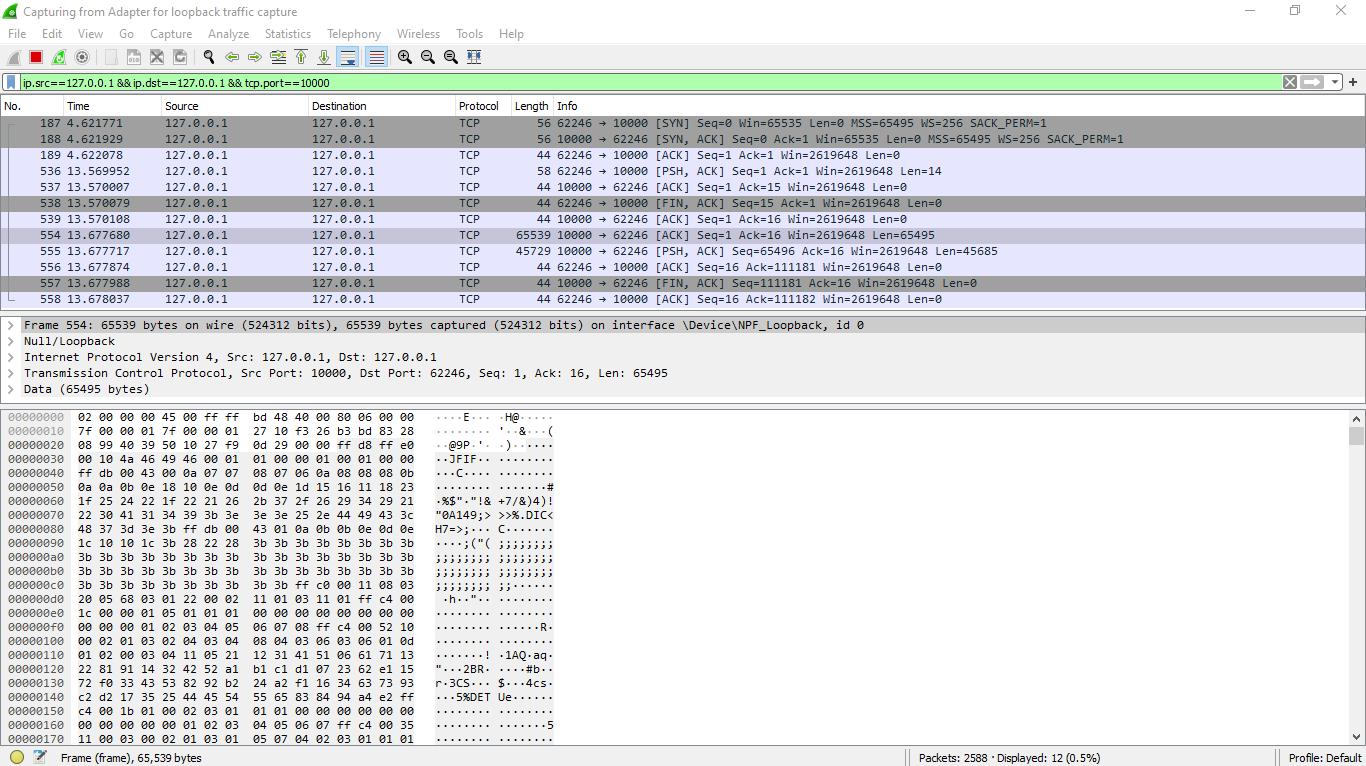 Capturing from Adapter for loopback traffic capture
File Edit View Go Capture Analyze Statistics Telephony Wireless Tools Help
ip.src==127.0.0.1 && ip.dst==127.0.0.1 && tcp.port==10000
No. Time Source Destination Protocol Length Info
187 4.621771 127.0.0.1 127.0.0.1 TCP 56 62246 → 10000 [SYN] Seq=0 Win=65535 Len=0 MSS=65495 WS=256 SACK_PERM=1
188 4.621929 127.0.0.1 127.0.0.1 TCP 56 10000 → 62246 [SYN, ACK] Seq=0 Ack=1 Win=65535 Len=0 MSS=65495 WS=256 SACK_PERM=1
189 4.622078 127.0.0.1 127.0.0.1 TCP 44 62246 → 10000 [ACK] Seq=1 Ack=1 Win=2619648 Len=0
536 13.569952 127.0.0.1 127.0.0.1 TCP 58 62246 → 10000 [PSH, ACK] Seq=1 Ack=1 Win=2619648 Len=14
537 13.570007 127.0.0.1 127.0.0.1 TCP 44 10000 → 62246 [ACK] Seq=1 Ack=15 Win=2619648 Len=0
538 13.570079 127.0.0.1 127.0.0.1 TCP 44 62246 → 10000 [FIN, ACK] Seq=15 Ack=1 Win=2619648 Len=0
539 13.570108 127.0.0.1 127.0.0.1 TCP 44 10000 → 62246 [ACK] Seq=1 Ack=16 Win=2619648 Len=0
554 13.677680 127.0.0.1 127.0.0.1 TCP 65539 10000 → 62246 [ACK] Seq=1 Ack=16 Win=2619648 Len=65495
555 13.677717 127.0.0.1 127.0.0.1 TCP 45729 10000 → 62246 [PSH, ACK] Seq=65496 Ack=16 Win=2619648 Len=45685
556 13.677874 127.0.0.1 127.0.0.1 TCP 44 62246 → 10000 [ACK] Seq=16 Ack=111181 Win=2619648 Len=0
557 13.677988 127.0.0.1 127.0.0.1 TCP 44 10000 → 62246 [FIN, ACK] Seq=111181 Ack=16 Win=2619648 Len=0
558 13.678037 127.0.0.1 127.0.0.1 TCP 44 62246 → 10000 [ACK] Seq=16 Ack=111182 Win=2619648 Len=0
Frame 554: 65539 bytes on wire (524312 bits), 65539 bytes captured (524312 bits) on interface \Device\NPF_Loopback, id 0
Null/Loopback
Internet Protocol Version 4, Src: 127.0.0.1, Dst: 127.0.0.1
Transmission Control Protocol, Src Port: 10000, Dst Port: 62246, Seq: 1, Ack: 16, Len: 65495
Data (65495 bytes)
00000000 02 00 00 00 45 00 ff ff bd 48 40 00 80 06 00 00 ····E··· ·H@·····
00000010 7f 00 00 01 7f 00 00 01 27 10 f3 26 b3 bd 83 28 ········ '··&···(
00000020 08 99 40 39 50 10 27 f9 0d 29 00 00 ff d8 ff e0 ··@9P·'· ·)······
00000030 00 10 4a 46 49 46 00 01 01 00 00 01 00 01 00 00 ··JFIF·· ········
00000040 ff db 00 43 00 0a 07 07 08 07 06 0a 08 08 08 0b ···C···· ········
00000050 0a 0a 0b 0e 18 10 0e 0d 0d 0e 1d 15 16 11 18 23 ········ ·······#
00000060 1f 25 24 22 1f 22 21 26 2b 37 2f 26 29 34 29 21 ·%$"·"!& +7/&)4)!
00000070 22 30 41 31 34 39 3b 3e 3e 3e 25 2e 44 49 43 3c "0A149;> >>%.DIC<
00000080 48 37 3d 3e 3b ff db 00 43 01 0a 0b 0b 0e 0d 0e H7=>;··· C·······
00000090 1c 10 10 1c 3b 28 22 28 3b 3b 3b 3b 3b 3b 3b 3b ····;("( ;;;;;;;;
000000a0 3b 3b 3b 3b 3b 3b 3b 3b 3b 3b 3b 3b 3b 3b 3b 3b ;;;;;;;; ;;;;;;;;
000000b0 3b 3b 3b 3b 3b 3b 3b 3b 3b 3b 3b 3b 3b 3b 3b 3b ;;;;;;;; ;;;;;;;;
000000c0 3b 3b 3b 3b 3b 3b 3b 3b 3b 3b ff c0 00 11 08 03 ;;;;;;;; ;;······
000000d0 20 05 68 03 01 22 00 02 11 01 03 11 01 ff c4 00 ·h··"·· ········
000000e0 1c 00 00 01 05 01 01 01 00 00 00 00 00 00 00 00 ········ ········
000000f0 00 00 00 01 02 03 04 05 06 07 08 ff c4 00 52 10 ········ ······R·
00000100 00 02 01 03 02 04 03 04 08 04 03 06 03 06 01 0d ········ ········
00000110 01 02 00 03 04 11 05 21 12 31 41 51 06 61 71 13 ·······! ·1AQ·aq·
00000120 22 81 91 14 32 42 52 a1 b1 c1 d1 07 23 62 e1 15 "···2BR· ····#b··
00000130 72 f0 33 43 53 82 92 b2 24 a2 f1 16 34 63 73 93 r·3CS··· $···4cs·
00000140 c2 d2 17 35 25 44 45 54 55 65 83 84 94 a4 e2 ff ···5%DET Ue······
00000150 c4 00 1b 01 00 02 03 01 01 01 00 00 00 00 00 00 ········ ········
00000160 00 00 00 00 00 01 02 03 04 05 06 07 ff c4 00 35 ········ ·······5
00000170 11 00 03 00 02 01 03 01 05 07 04 02 03 01 01 01 ········ ········
Frame (frame), 65,539 bytes
Packets: 2588 · Displayed: 12 (0.5%)
Profile: Default